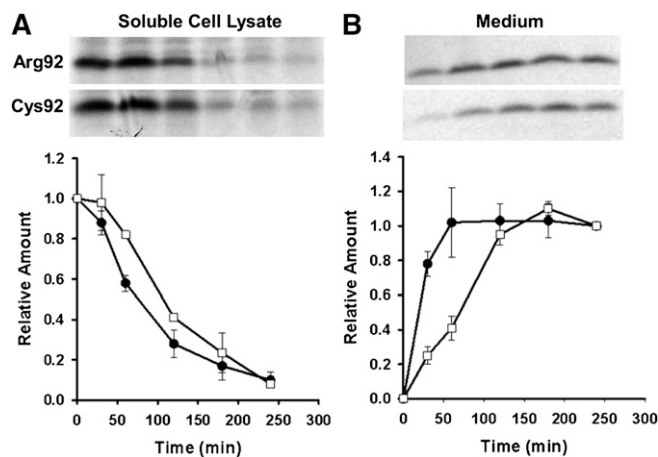 A Soluble Cell Lysate
Arg92
Cys92
1.2
1.0
0.8
0.6
0.4
0.2
0.0
Relative Amount
0 50 100 150 200 250 300
Time (min)
B Medium
1.4
1.2
1.0
0.8
0.6
0.4
0.2
0.0
Relative Amount
0 50 100 150 200 250 300
Time (min)